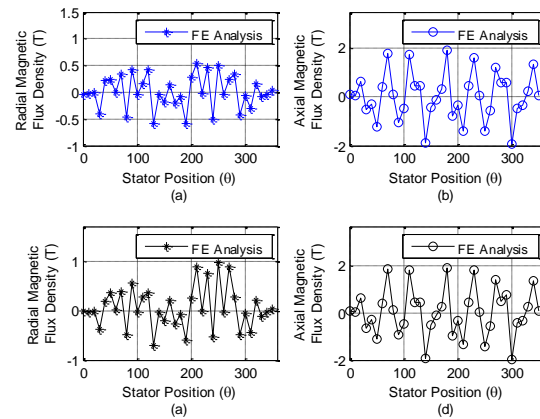 1.5
1
0.5
0
-0.5
-1
0 100 200 300
Radial Magnetic
Flux Density (T)
FE Analysis
Stator Position (θ)
(a)
2
0
-2
0 100 200 300
Axial Magnetic
Flux Density (T)
FE Analysis
Stator Position (θ)
(b)
1
0
-1
0 100 200 300
Radial Magnetic
Flux Density (T)
FE Analysis
Stator Position (θ)
(a)
2
0
-2
0 100 200 300
Axial Magnetic
Flux Density (T)
FE Analysis
Stator Position (θ)
(d)